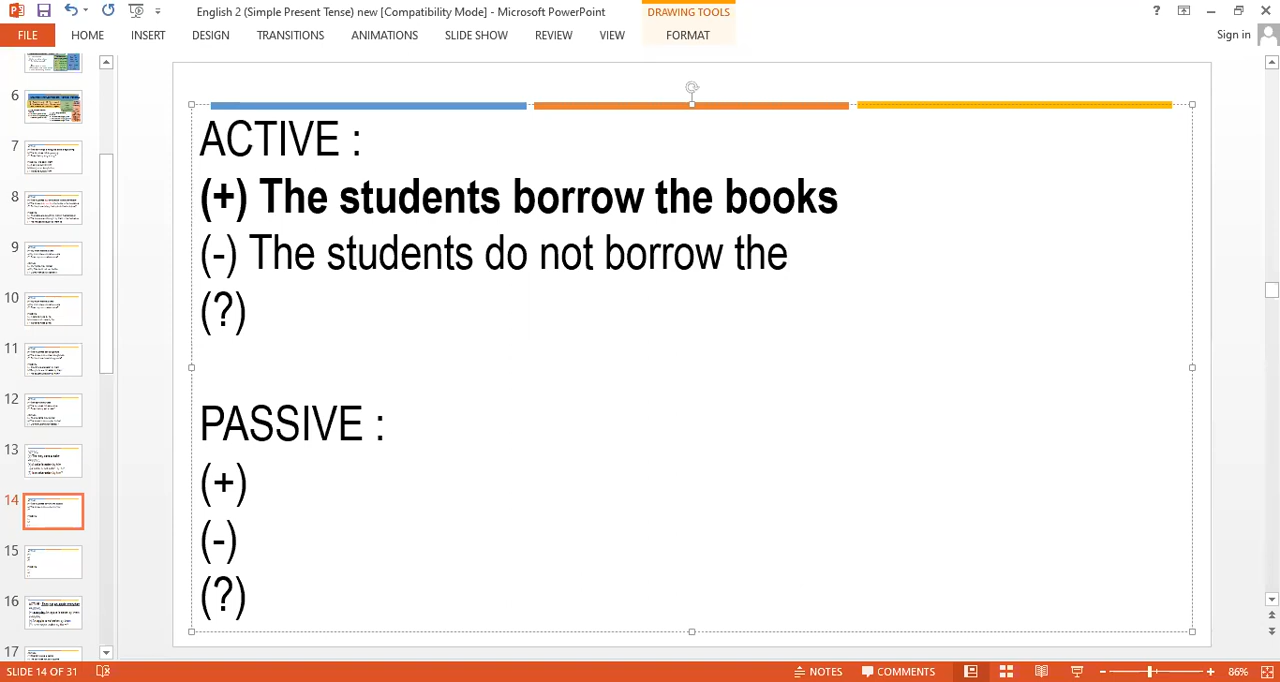 English 2 (Simple Present Tense) new [Compatibility Mode] - Microsoft PowerPoint
DRAWING TOOLS
?
FILE HOME INSERT DESIGN TRANSITIONS ANIMATIONS SLIDE SHOW REVIEW VIEW FORMAT
Sign in
6
7
8
9
10
11
12
13
14
15
16
17
ACTIVE :
(+) The students borrow the books
(-) The students do not borrow the
(?)
PASSIVE :
(+)
(-)
(?)
SLIDE 14 OF 31
NOTES
COMMENTS
86%